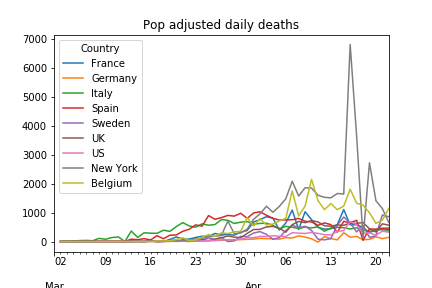 Pop adjusted daily deaths
7000
6000
5000
4000
3000
2000
1000
0
Country
France
Germany
Italy
Spain
Sweden
UK
US
New York
Belgium
02 09 16 23 30 06 13 20
Mar Apr